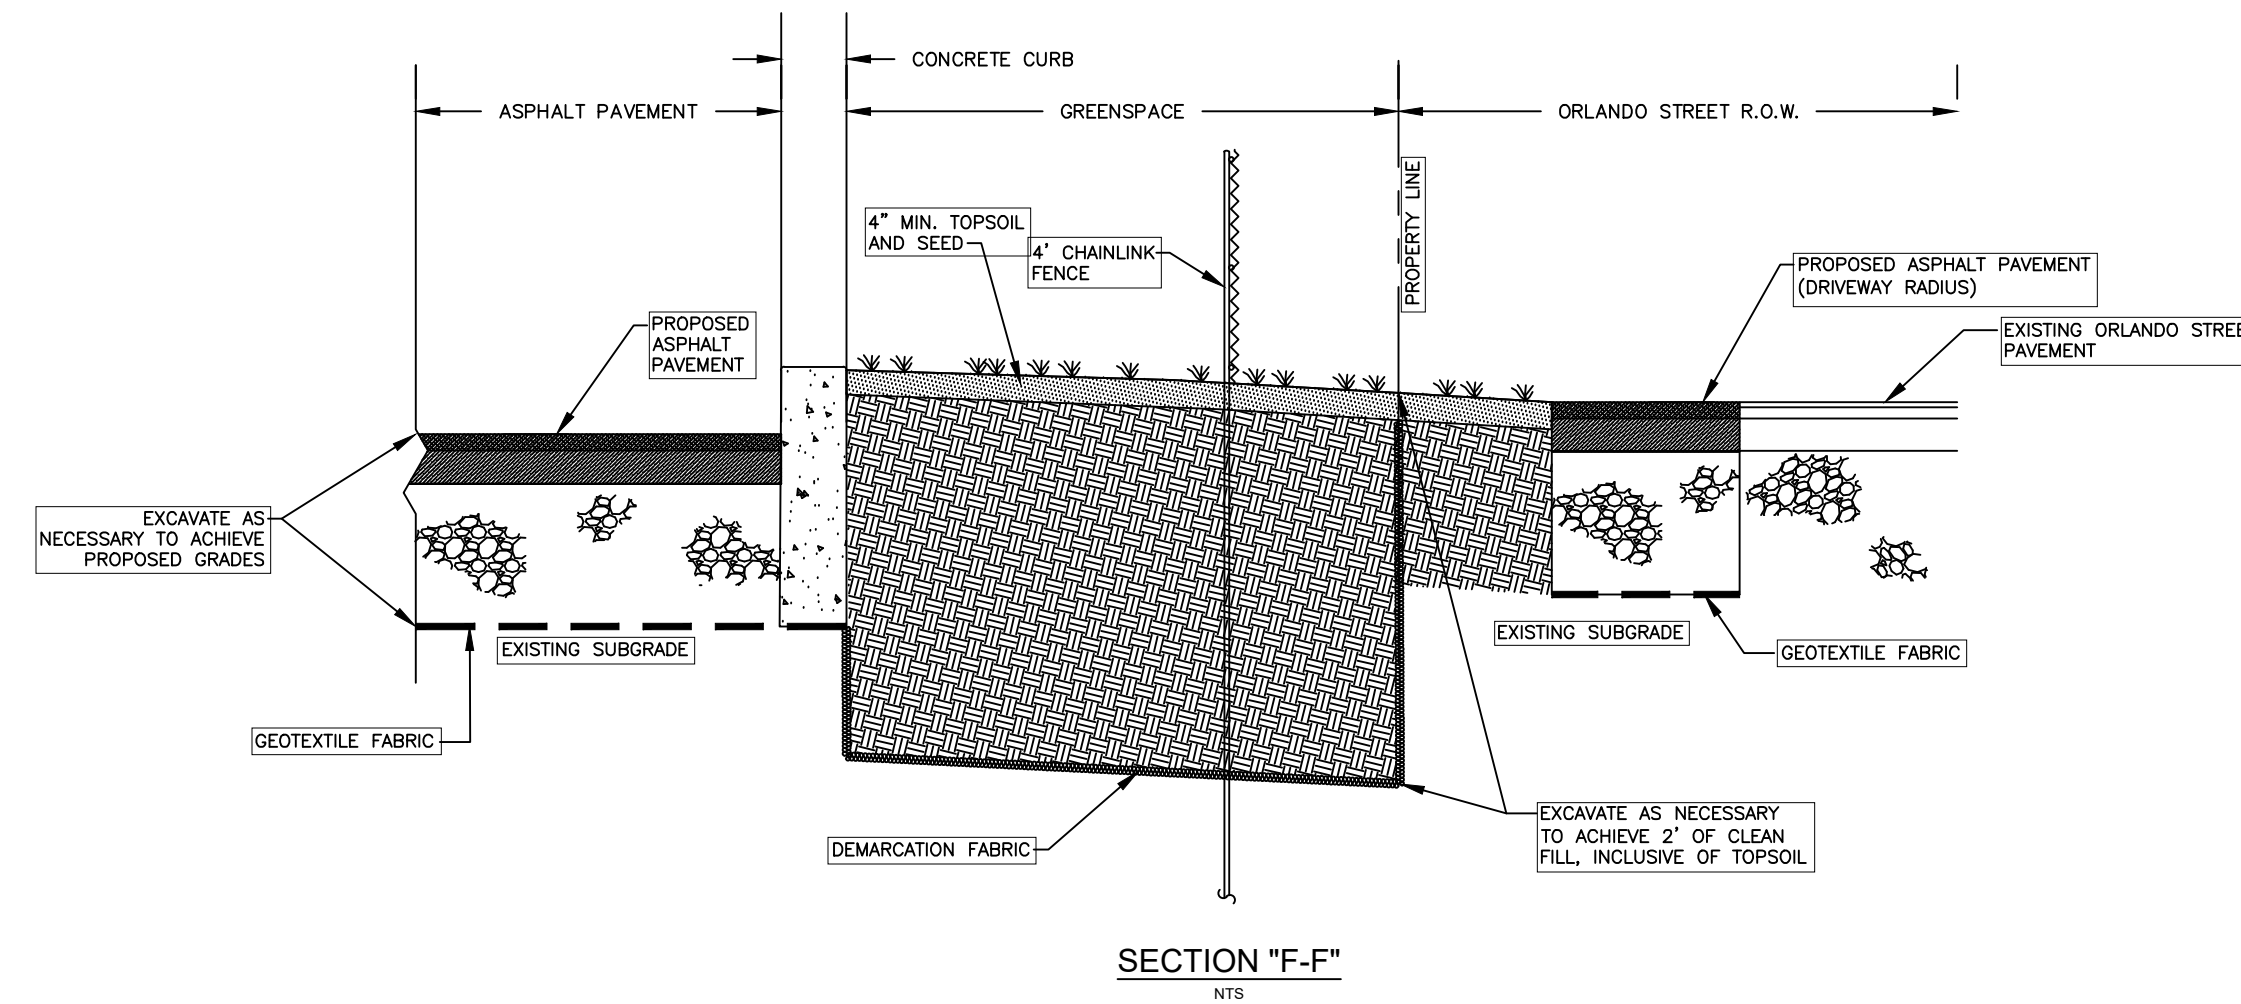 CONCRETE CURB
ASPHALT PAVEMENT
GREENSPACE
ORLANDO STREET R.O.W.
PROPERTY LINE
4" MIN. TOPSOIL
AND SEED
4' CHAINLINK
FENCE
PROPOSED ASPHALT PAVEMENT
(DRIVEWAY RADIUS)
EXISTING ORLANDO STREE
PAVEMENT
PROPOSED
ASPHALT
PAVEMENT
EXCAVATE AS
NECESSARY TO ACHIEVE
PROPOSED GRADES
EXISTING SUBGRADE
EXISTING SUBGRADE
GEOTEXTILE FABRIC
GEOTEXTILE FABRIC
DEMARCATION FABRIC
EXCAVATE AS NECESSARY
TO ACHIEVE 2' OF CLEAN
FILL, INCLUSIVE OF TOPSOIL
SECTION "F-F"
NTS